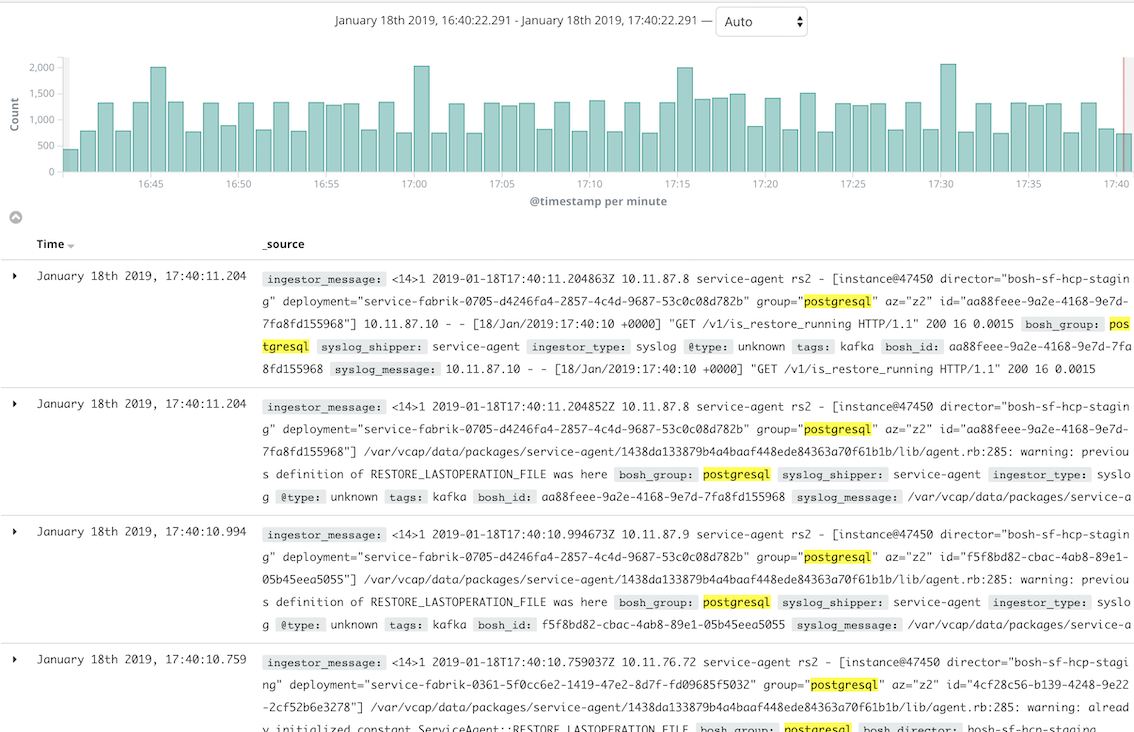 January 18th 2019, 16:40:22.291 - January 18th 2019, 17:40:22.291 — Auto
2,000
1,500
1,000
500
0
Count
16:45 16:50 16:55 17:00 17:05 17:10 17:15 17:20 17:25 17:30 17:35 17:40
@timestamp per minute
Time _source
January 18th 2019, 17:40:11.204 ingestor_message: <14>1 2019-01-18T17:40:11.204863Z 10.11.87.8 service-agent rs2 - [instance@47450 director="bosh-sf-hcp-stagin
g" deployment="service-fabrik-0705-d4246fa4-2857-4c4d-9687-53c0c08d782b" group="postgresql" az="z2" id="aa88feee-9a2e-4168-9e7d-
7fa8fd155968"] 10.11.87.10 - - [18/Jan/2019:17:40:10 +0000] "GET /v1/is_restore_running HTTP/1.1" 200 16 0.0015 bosh_group: pos
tgresql syslog_shipper: service-agent ingestor_type: syslog @type: unknown tags: kafka bosh_id: aa88feee-9a2e-4168-9e7d-7fa
8fd155968 syslog_message: 10.11.87.10 - - [18/Jan/2019:17:40:10 +0000] "GET /v1/is_restore_running HTTP/1.1" 200 16 0.0015
January 18th 2019, 17:40:11.204 ingestor_message: <14>1 2019-01-18T17:40:11.204852Z 10.11.87.8 service-agent rs2 - [instance@47450 director="bosh-sf-hcp-stagin
g" deployment="service-fabrik-0705-d4246fa4-2857-4c4d-9687-53c0c08d782b" group="postgresql" az="z2" id="aa88feee-9a2e-4168-9e7d-
7fa8fd155968"] /var/vcap/data/packages/service-agent/1438da133879b4a4baaf448ede84363a70f61b1b/lib/agent.rb:285: warning: previou
s definition of RESTORE_LASTOPERATION_FILE was here bosh_group: postgresql syslog_shipper: service-agent ingestor_type: syslo
g @type: unknown tags: kafka bosh_id: aa88feee-9a2e-4168-9e7d-7fa8fd155968 syslog_message: /var/vcap/data/packages/service-a
January 18th 2019, 17:40:10.994 ingestor_message: <14>1 2019-01-18T17:40:10.994673Z 10.11.87.9 service-agent rs2 - [instance@47450 director="bosh-sf-hcp-stagin
g" deployment="service-fabrik-0705-d4246fa4-2857-4c4d-9687-53c0c08d782b" group="postgresql" az="z2" id="f5f8bd82-cbac-4ab8-89e1-
05b45eea5055"] /var/vcap/data/packages/service-agent/1438da133879b4a4baaf448ede84363a70f61b1b/lib/agent.rb:285: warning: previou
s definition of RESTORE_LASTOPERATION_FILE was here bosh_group: postgresql syslog_shipper: service-agent ingestor_type: syslo
g @type: unknown tags: kafka bosh_id: f5f8bd82-cbac-4ab8-89e1-05b45eea5055 syslog_message: /var/vcap/data/packages/service-a
January 18th 2019, 17:40:10.759 ingestor_message: <14>1 2019-01-18T17:40:10.759037Z 10.11.76.72 service-agent rs2 - [instance@47450 director="bosh-sf-hcp-stagi
ng" deployment="service-fabrik-0361-5f0cc6e2-1419-47e2-8d7f-fd09685f5032" group="postgresql" az="z2" id="4cf28c56-b139-4248-9e22
-2cf52b6e3278"] /var/vcap/data/packages/service-agent/1438da133879b4a4baaf448ede84363a70f61b1b/lib/agent.rb:285: warning: alread
y initialized constant ServiceAgent::RESTORE_LASTOPERATION_FILE bosh_group: postgresql bosh_director: bosh-sf-hcp-staging